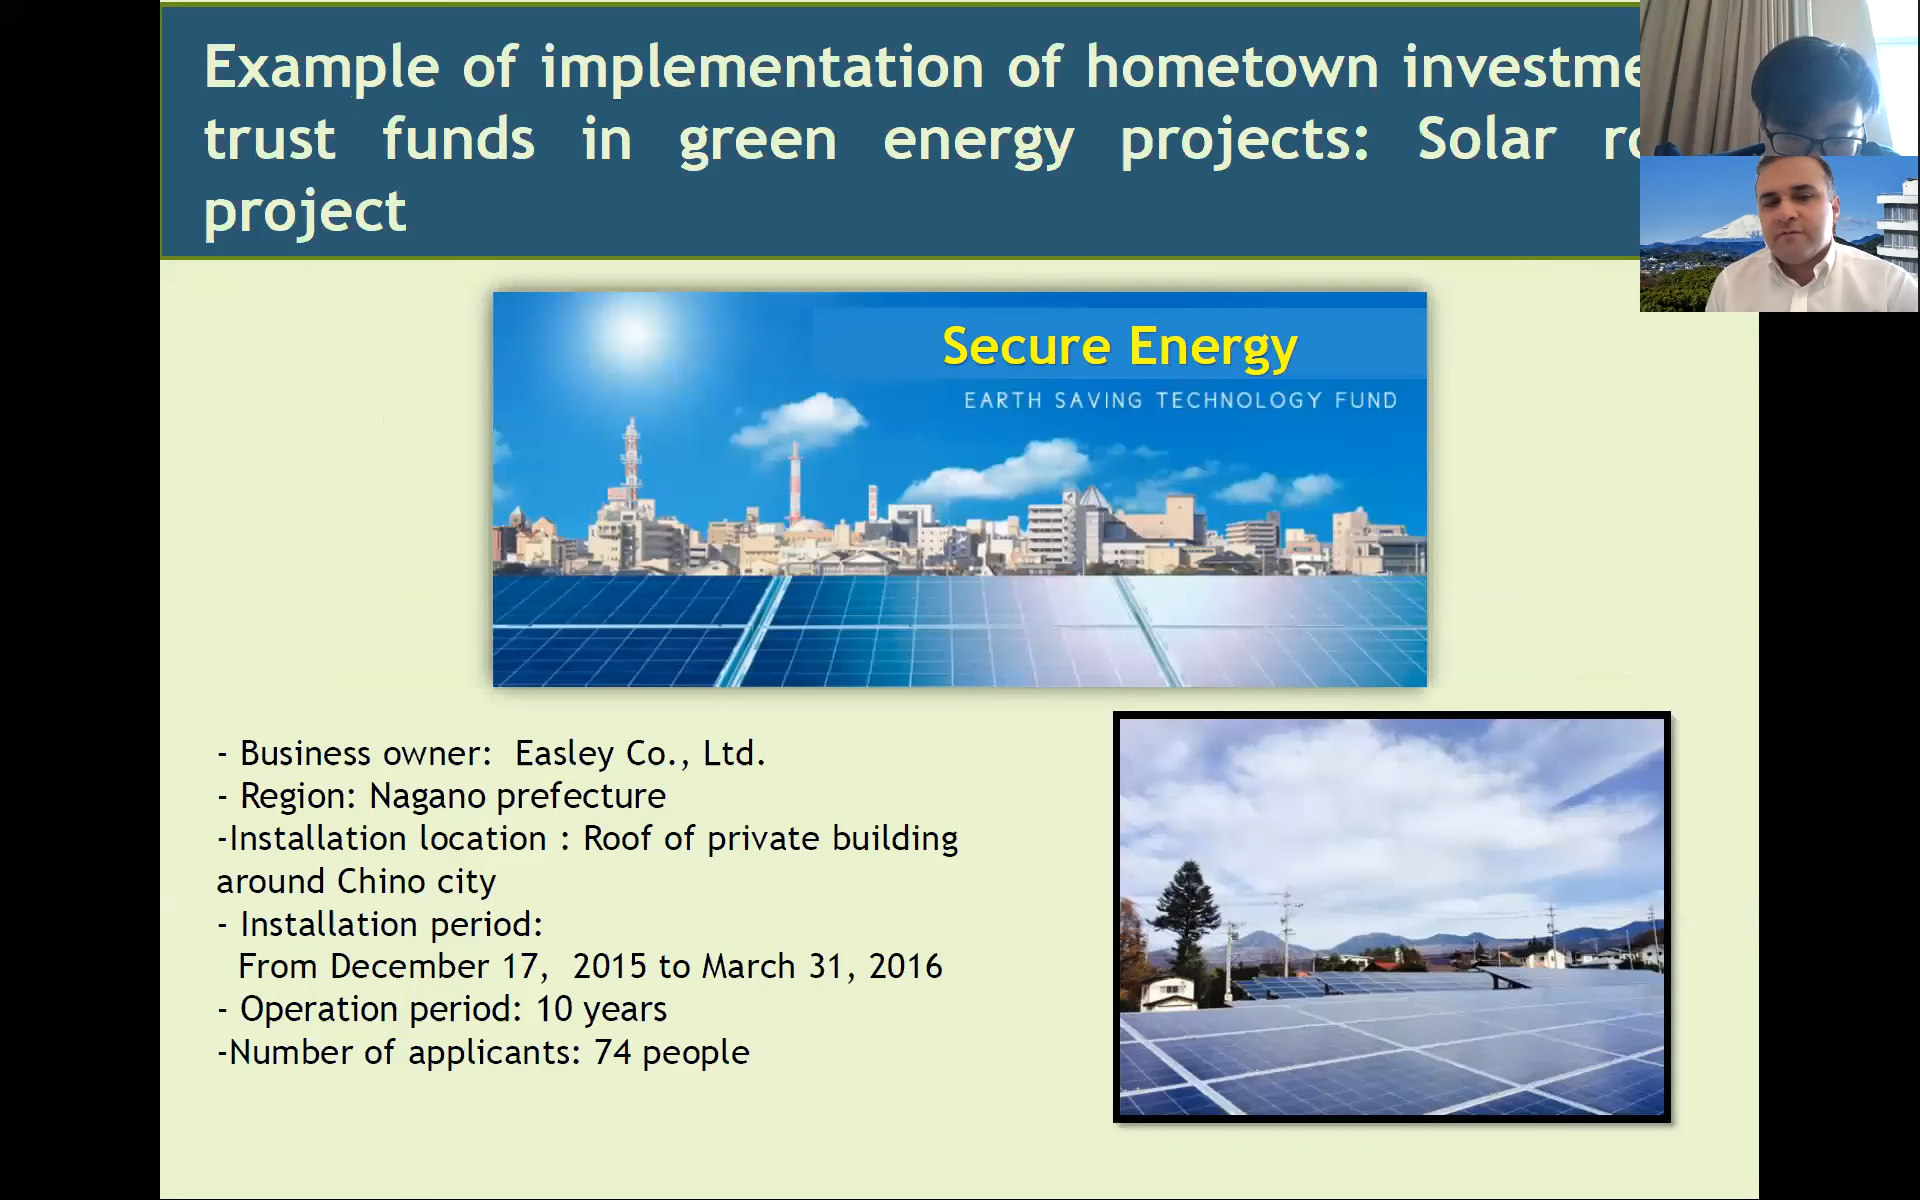 Example of implementation of hometown
trust funds in green energy projects: Solar
project
Secure Energy
EARTH SAVING TECHNOLOGY FUND
- Business owner: Easley Co., Ltd.
- Region: Nagano prefecture
-Installation location : Roof of private building
around Chino city
- Installation period:
From December 17, 2015 to March 31, 2016
- Operation period: 10 years
-Number of applicants: 74 people